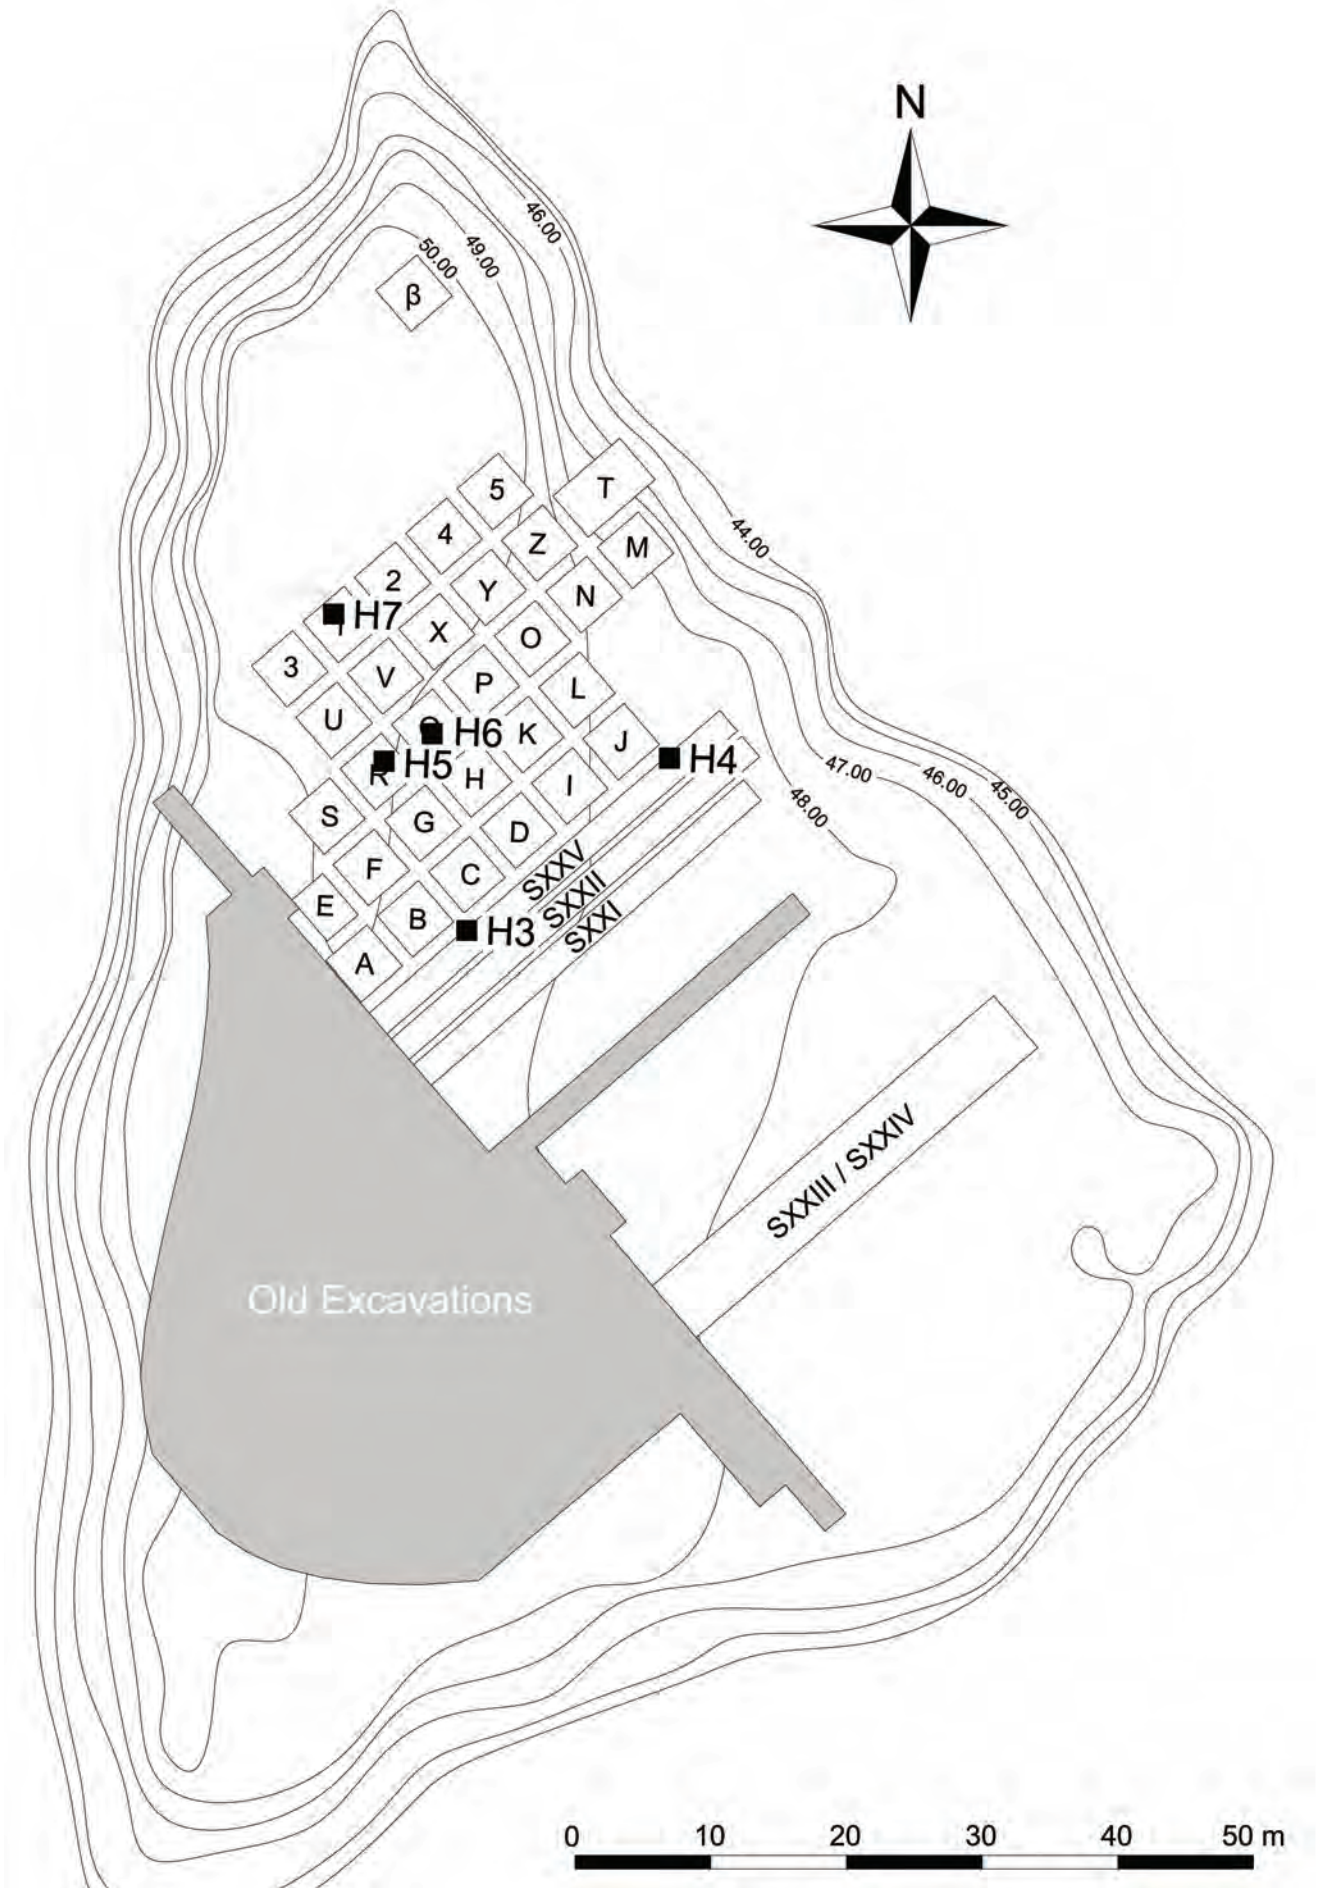 N
46.00
49.00
50.00
β
5
T
4
Z
M
44.00
2
Y
N
H7
X
O
3
V
P
L
U
H6
K
J
H4
R
H5
H
I
47.00
46.00
45.00
48.00
S
G
D
F
C
SXXV
SXXII
SXXI
E
B
H3
A
SXXIII / SXXIV
Old Excavations
0 10 20 30 40 50 m